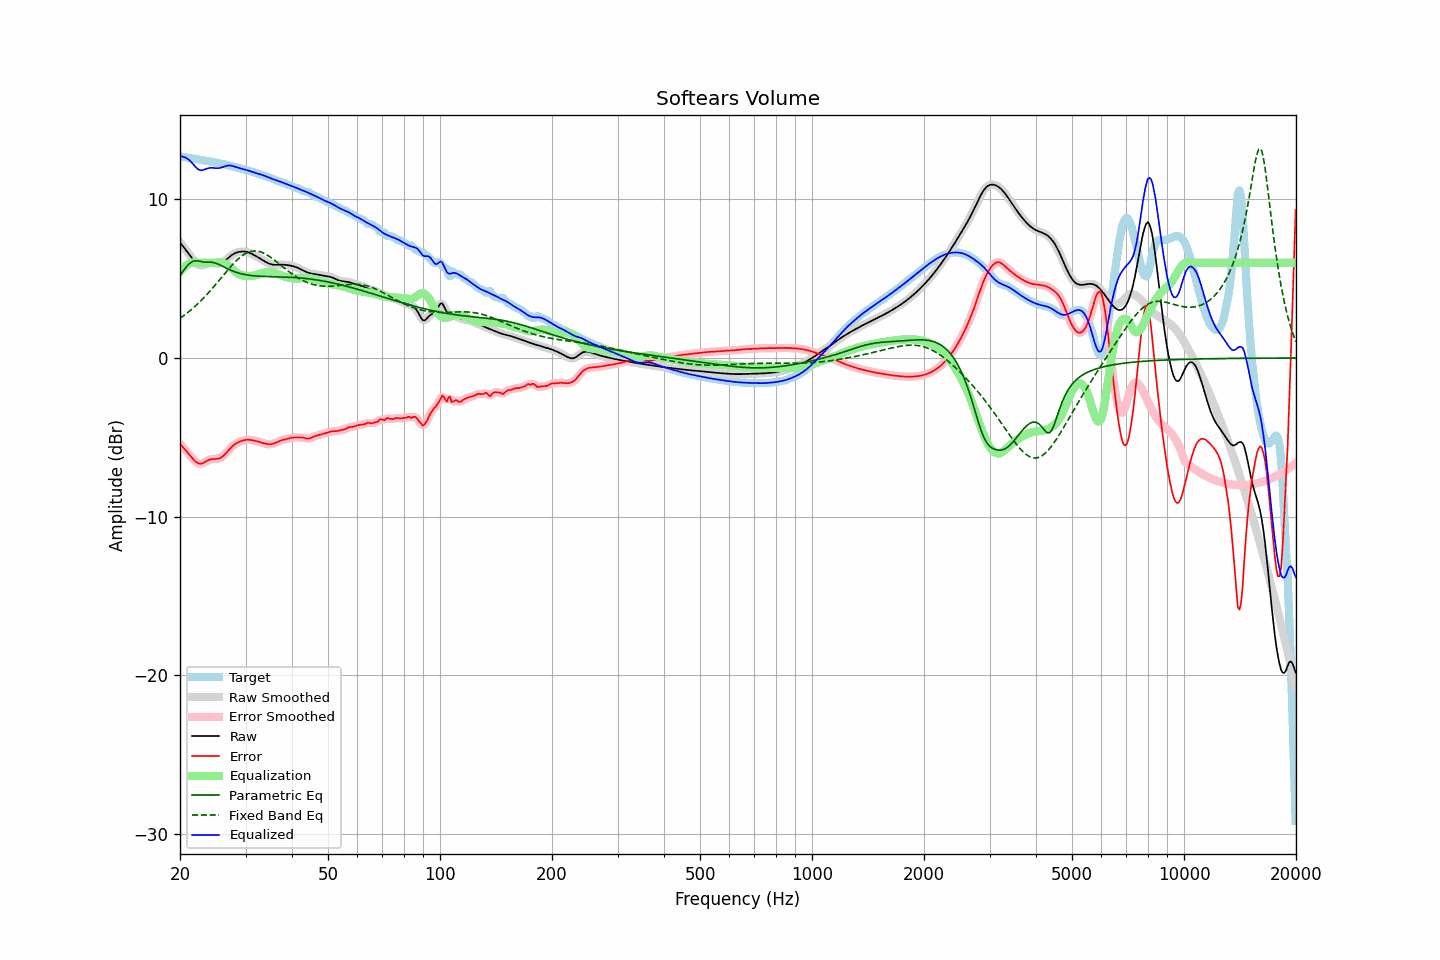 Softears Volume
Amplitude (dBr)
10
0
−10
−20
−30
Target
Raw Smoothed
Error Smoothed
Raw
Error
Equalization
Parametric Eq
Fixed Band Eq
Equalized
20 50 100 200 500 1000 2000 5000 10000 20000
Frequency (Hz)